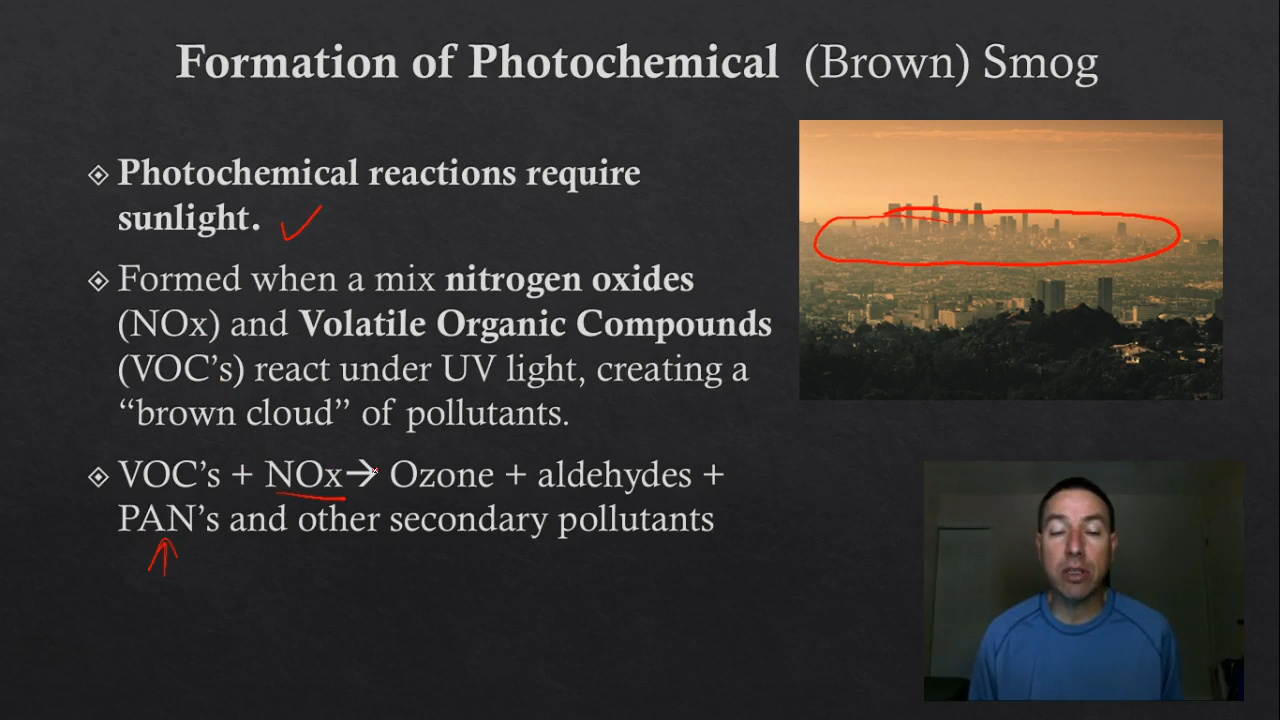 Formation of Photochemical (Brown) Smog
Photochemical reactions require
sunlight.
Formed when a mix nitrogen oxides
(NOx) and Volatile Organic Compounds
(VOC’s) react under UV light, creating a
“brown cloud” of pollutants.
VOC’s + NOx→ Ozone + aldehydes +
PAN’s and other secondary pollutants